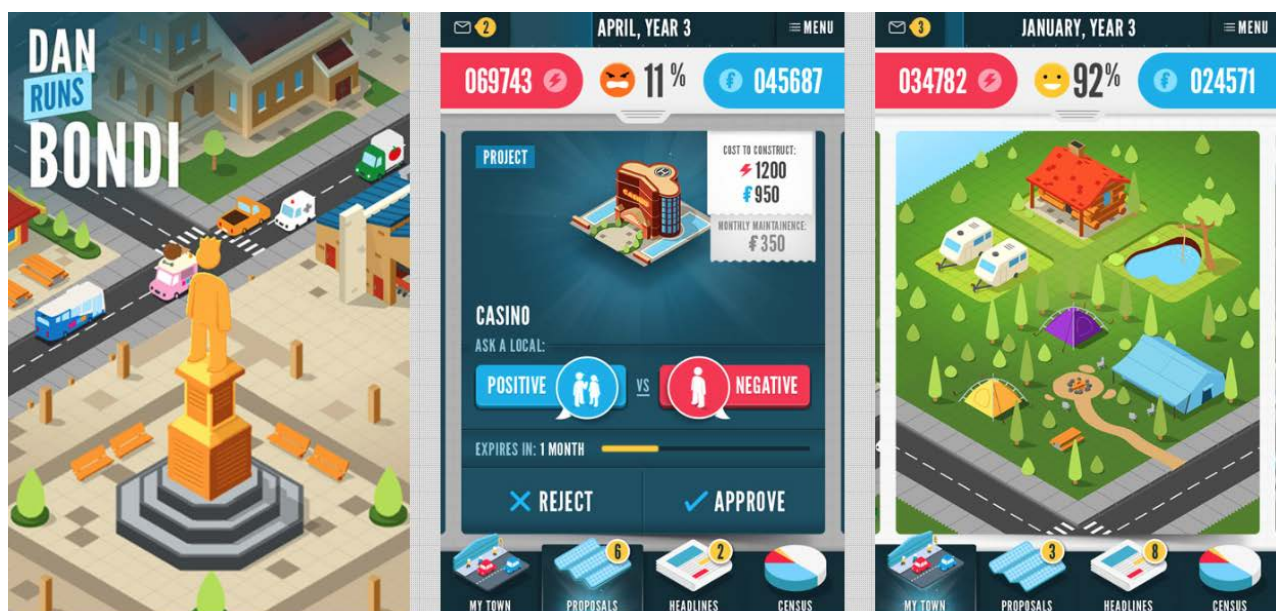 DAN
RUNS
BONDI
2
APRIL, YEAR 3
MENU
069743
11%
045687
PROJECT
COST TO CONSTRUCT:
1200
₣950
MONTHLY MAINTAINENCE:
₣350
CASINO
ASK A LOCAL:
POSITIVE
VS
NEGATIVE
EXPIRES IN: 1 MONTH
REJECT
APPROVE
6
2
MY TOWN
PROPOSALS
HEADLINES
CENSUS
3
JANUARY, YEAR 3
MENU
034782
92%
024571
3
8
MY TOWN
PROPOSALS
HEADLINES
CENSUS